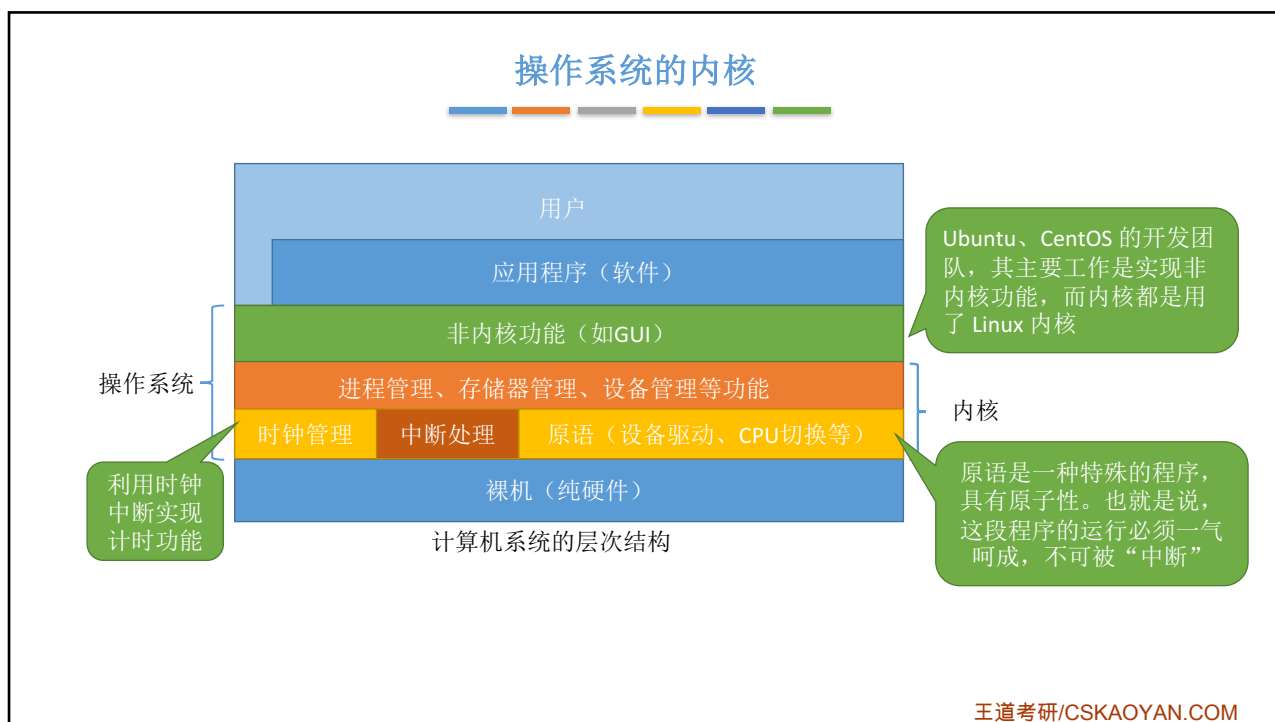 操作系统的内核
用户
应用程序（软件）
Ubuntu、CentOS 的开发团
队，其主要工作是实现非
内核功能，而内核都是用
了 Linux 内核
非内核功能（如GUI）
操作系统
进程管理、存储器管理、设备管理等功能
内核
时钟管理
中断处理
原语（设备驱动、CPU切换等）
利用时钟
中断实现
计时功能
裸机（纯硬件）
原语是一种特殊的程序，
具有原子性。也就是说，
这段程序的运行必须一气
呵成，不可被“中断”
计算机系统的层次结构
王道考研/CSKAOYAN.COM